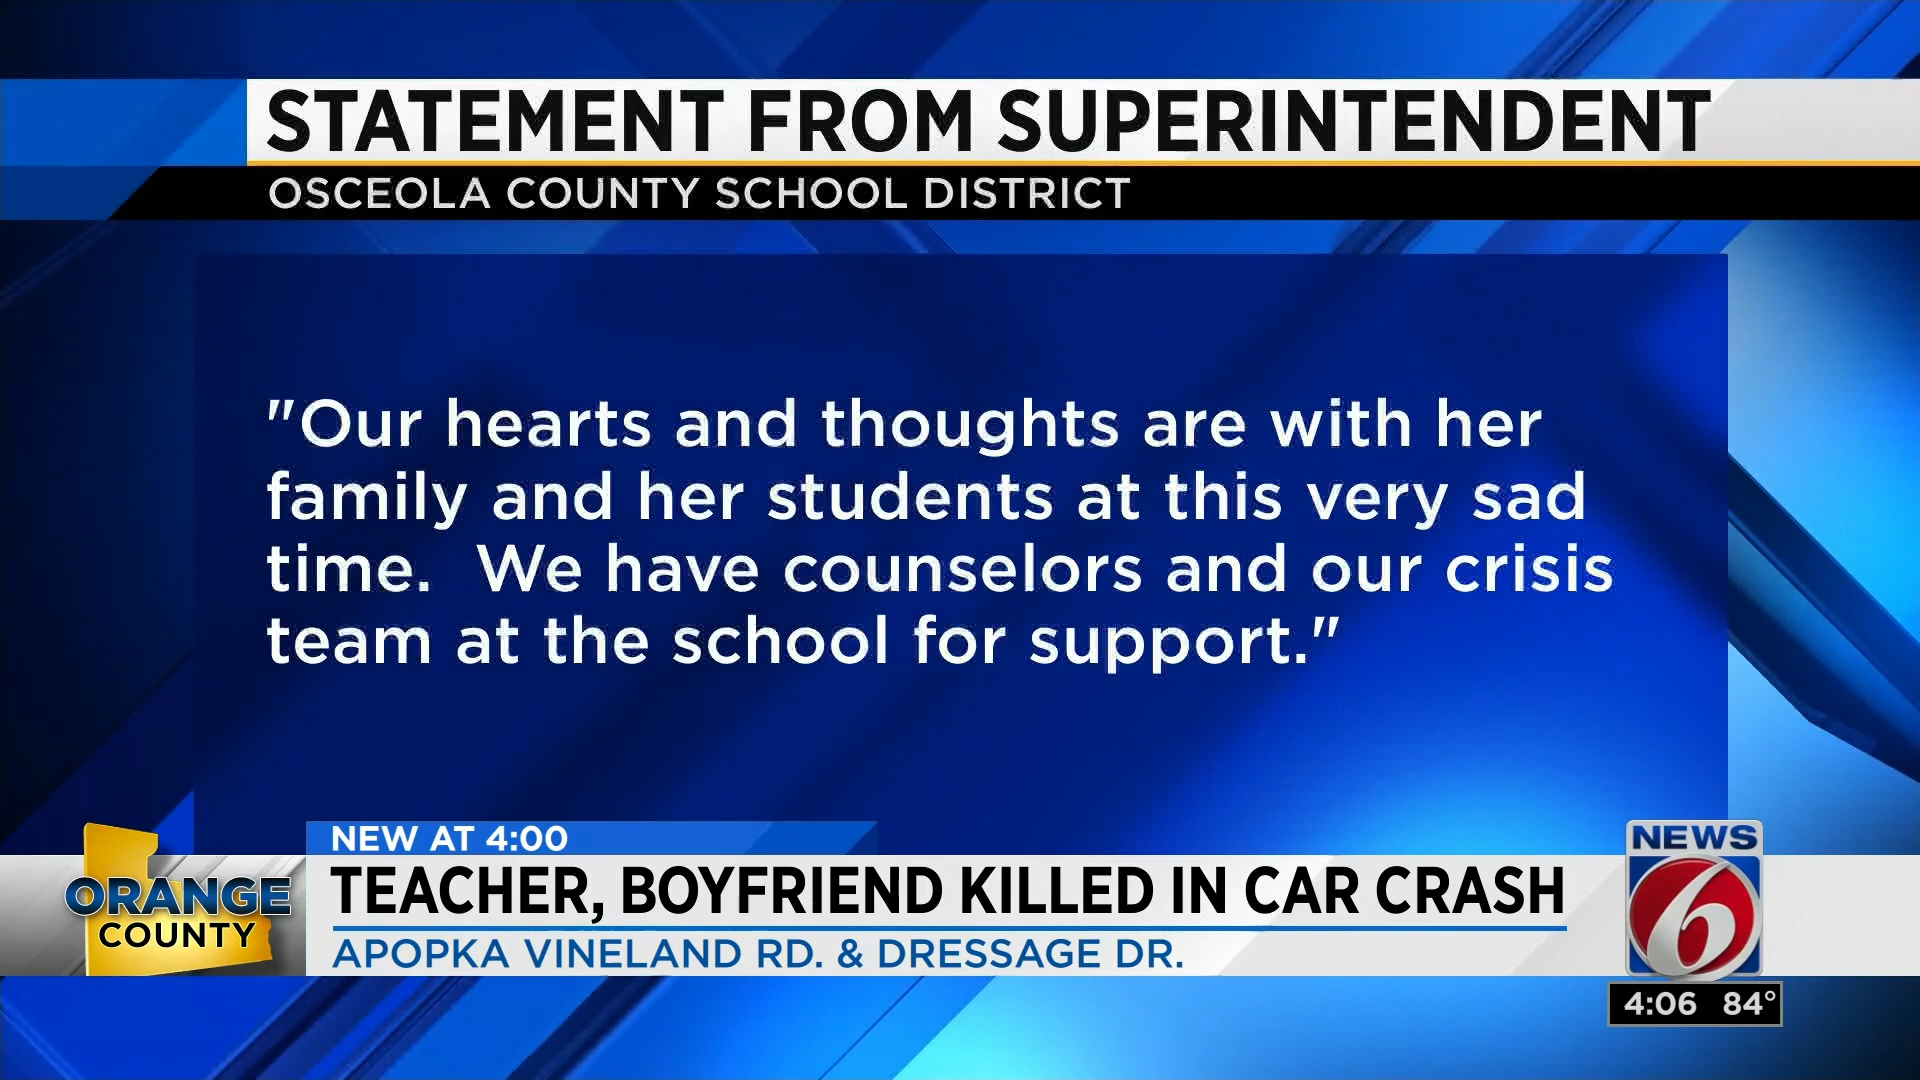 STATEMENT FROM SUPERINTENDENT
OSCEOLA COUNTY SCHOOL DISTRICT
"Our hearts and thoughts are with her
family and her students at this very sad
time.  We have counselors and our crisis
team at the school for support."
NEW AT 4:00
TEACHER, BOYFRIEND KILLED IN CAR CRASH
APOPKA VINELAND RD. & DRESSAGE DR.
ORANGE
COUNTY
NEWS
6
4:06 84°